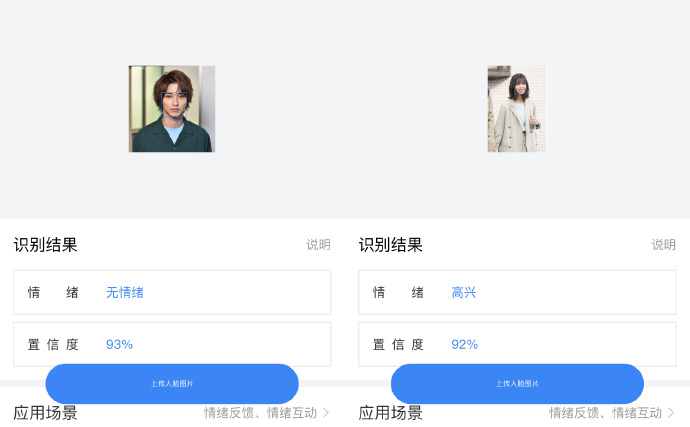 识别结果 说明
情绪 无情绪
置信度 93%
上传人脸图片
应用场景 情绪反馈、情绪互动 >
识别结果 说明
情绪 高兴
置信度 92%
上传人脸图片
应用场景 情绪反馈、情绪互动 >